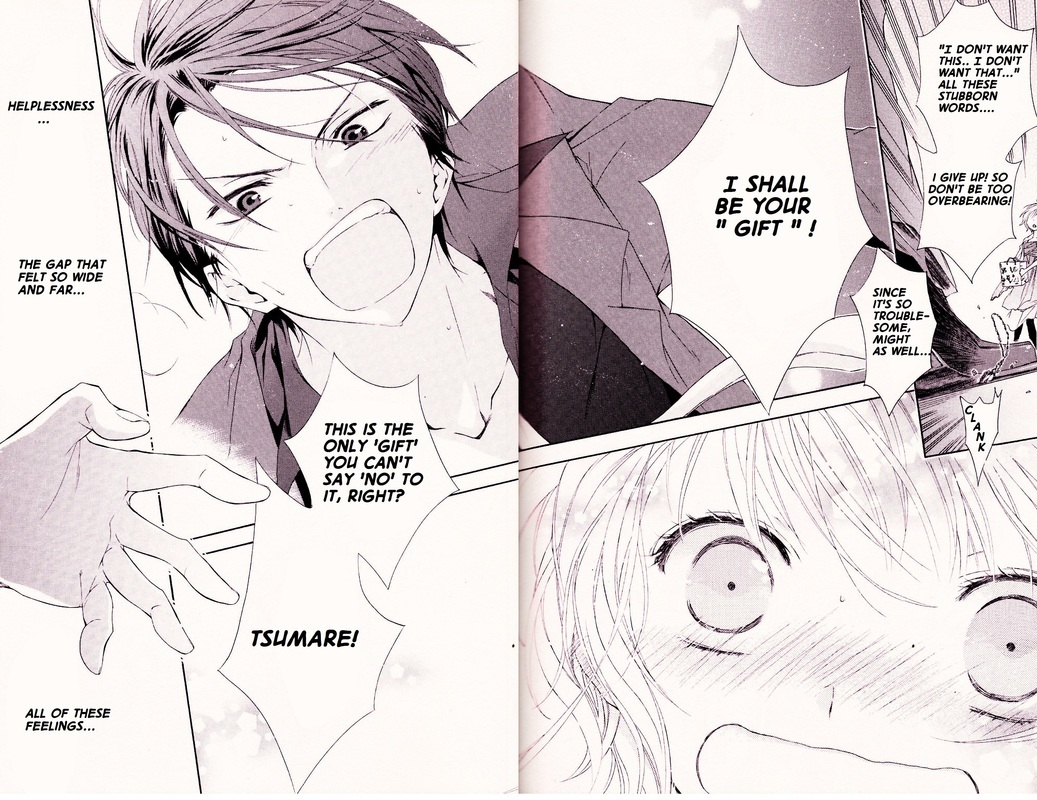 "I DON'T WANT
THIS.. I DON'T
WANT THAT..."
ALL THESE
STUBBORN
WORDS....
I GIVE UP! SO
DON'T BE TOO
OVERBEARING!
SINCE
IT'S SO
TROUBLE-
SOME,
MIGHT
AS WELL...
CLANK
I SHALL
BE YOUR
" GIFT " !
THIS IS THE
ONLY 'GIFT'
YOU CAN'T
SAY 'NO' TO
IT, RIGHT?
TSUMARE!
HELPLESSNESS
...
THE GAP THAT
FELT SO WIDE
AND FAR...
ALL OF THESE
FEELINGS...